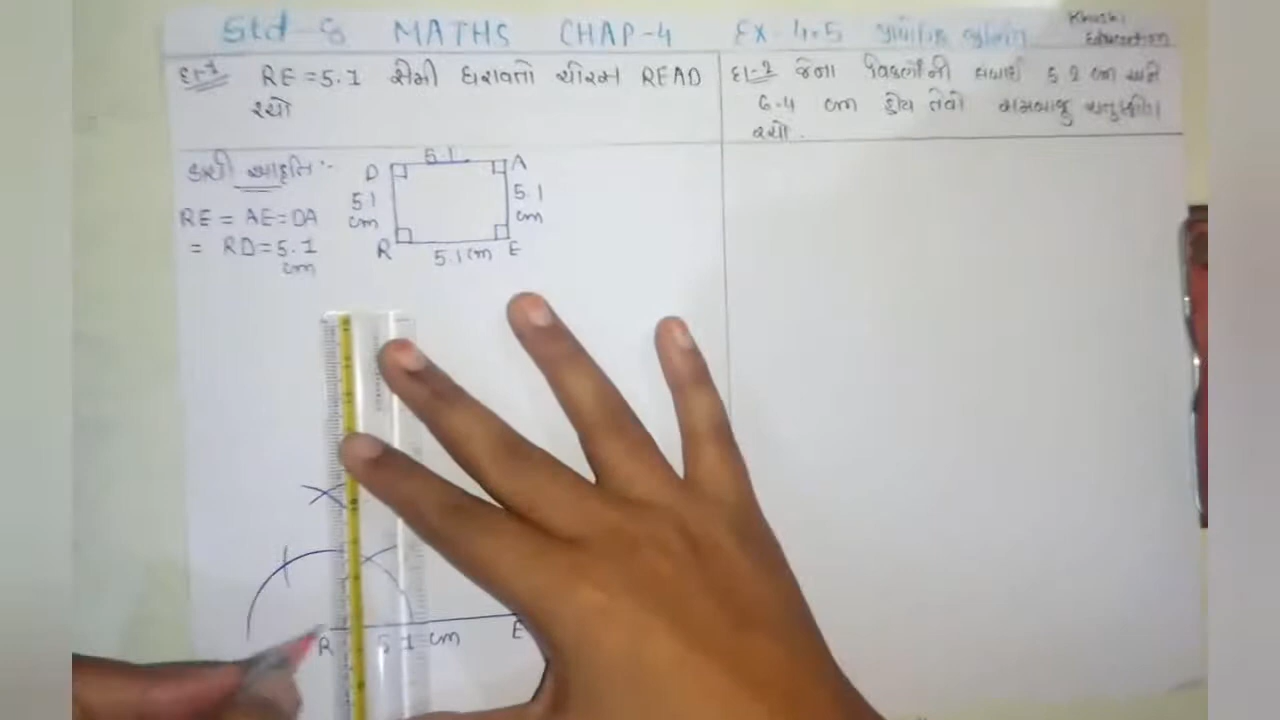 Std-8 MATHS CHAP-4 EX-4.5
Khushi
Education
દા-1 RE = 5.1 સેમી ધરાવતો ચોરસ READ
રચો
દા-2 જેના વિકર્ણોની લંબાઈ 5.2 cm અને
6.4 cm હોય તેવો સમબાજુ ચતુષ્કોણ
રચો.
કાચી આકૃતિ :-
RE = AE = DA
= RD = 5.1
cm
D 5.1 A
5.1
cm
5.1
cm
R 5.1 cm E
R 5.1 cm E